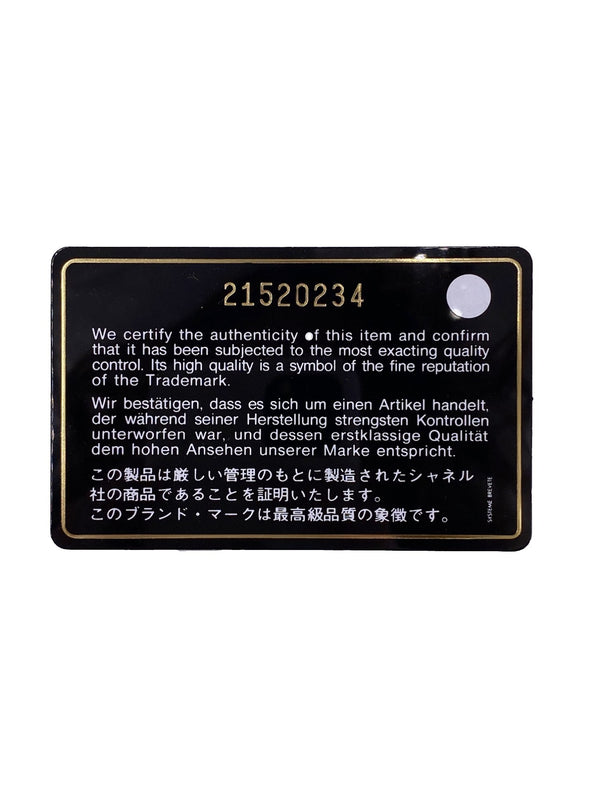 21520234
We certify the authenticity of this item and confirm
that it has been subjected to the most exacting quality
control. Its high quality is a symbol of the fine reputation
of the Trademark.
Wir bestätigen, dass es sich um einen Artikel handelt,
der während seiner Herstellung strengsten Kontrollen
unterworfen war, und dessen erstklassige Qualität
dem hohen Ansehen unserer Marke entspricht.
この製品は厳しい管理のもとに製造されたシャネル
社の商品であることを証明いたします。
このブランド・マークは最高級品質の象徴です。
SYSTEME BREVETE